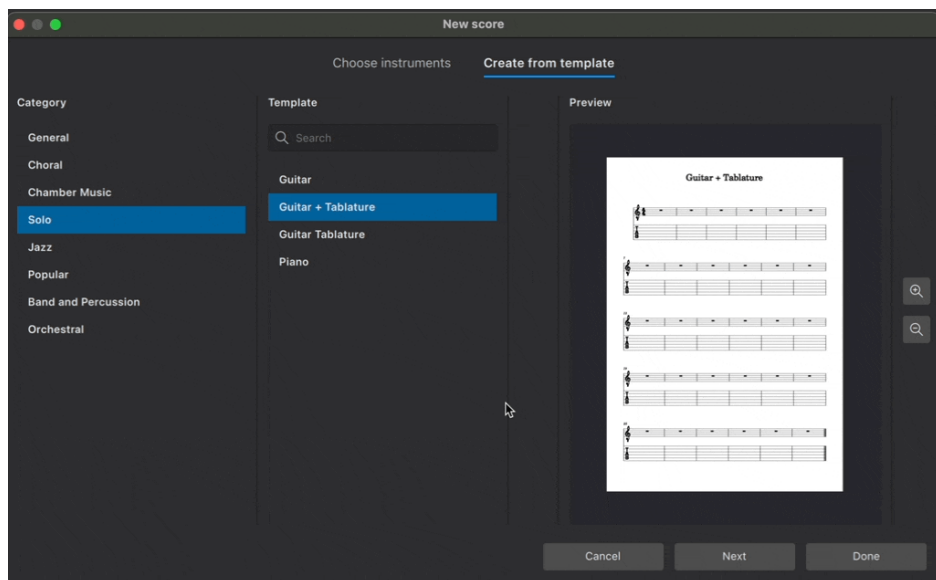 New score
Choose instruments
Create from template
Category
General
Choral
Chamber Music
Solo
Jazz
Popular
Band and Percussion
Orchestral
Template
Search
Guitar
Guitar + Tablature
Guitar Tablature
Piano
Preview
Guitar + Tablature
Cancel
Next
Done